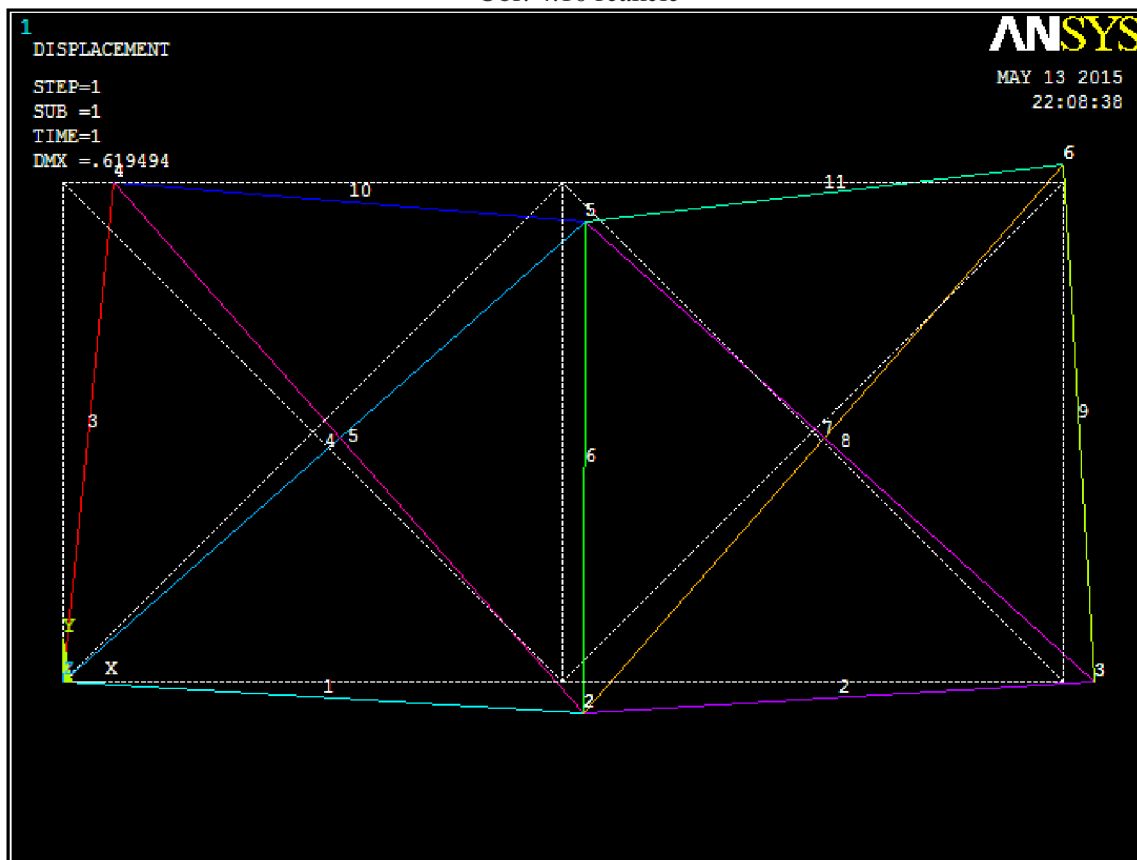 1
DISPLACEMENT
STEP=1
SUB =1
TIME=1
DMX =.619494
ANSYS
MAY 13 2015
22:08:38
6
4
10
11
5
3
4
5
6
7
8
9
Y
X
1
2
2
3